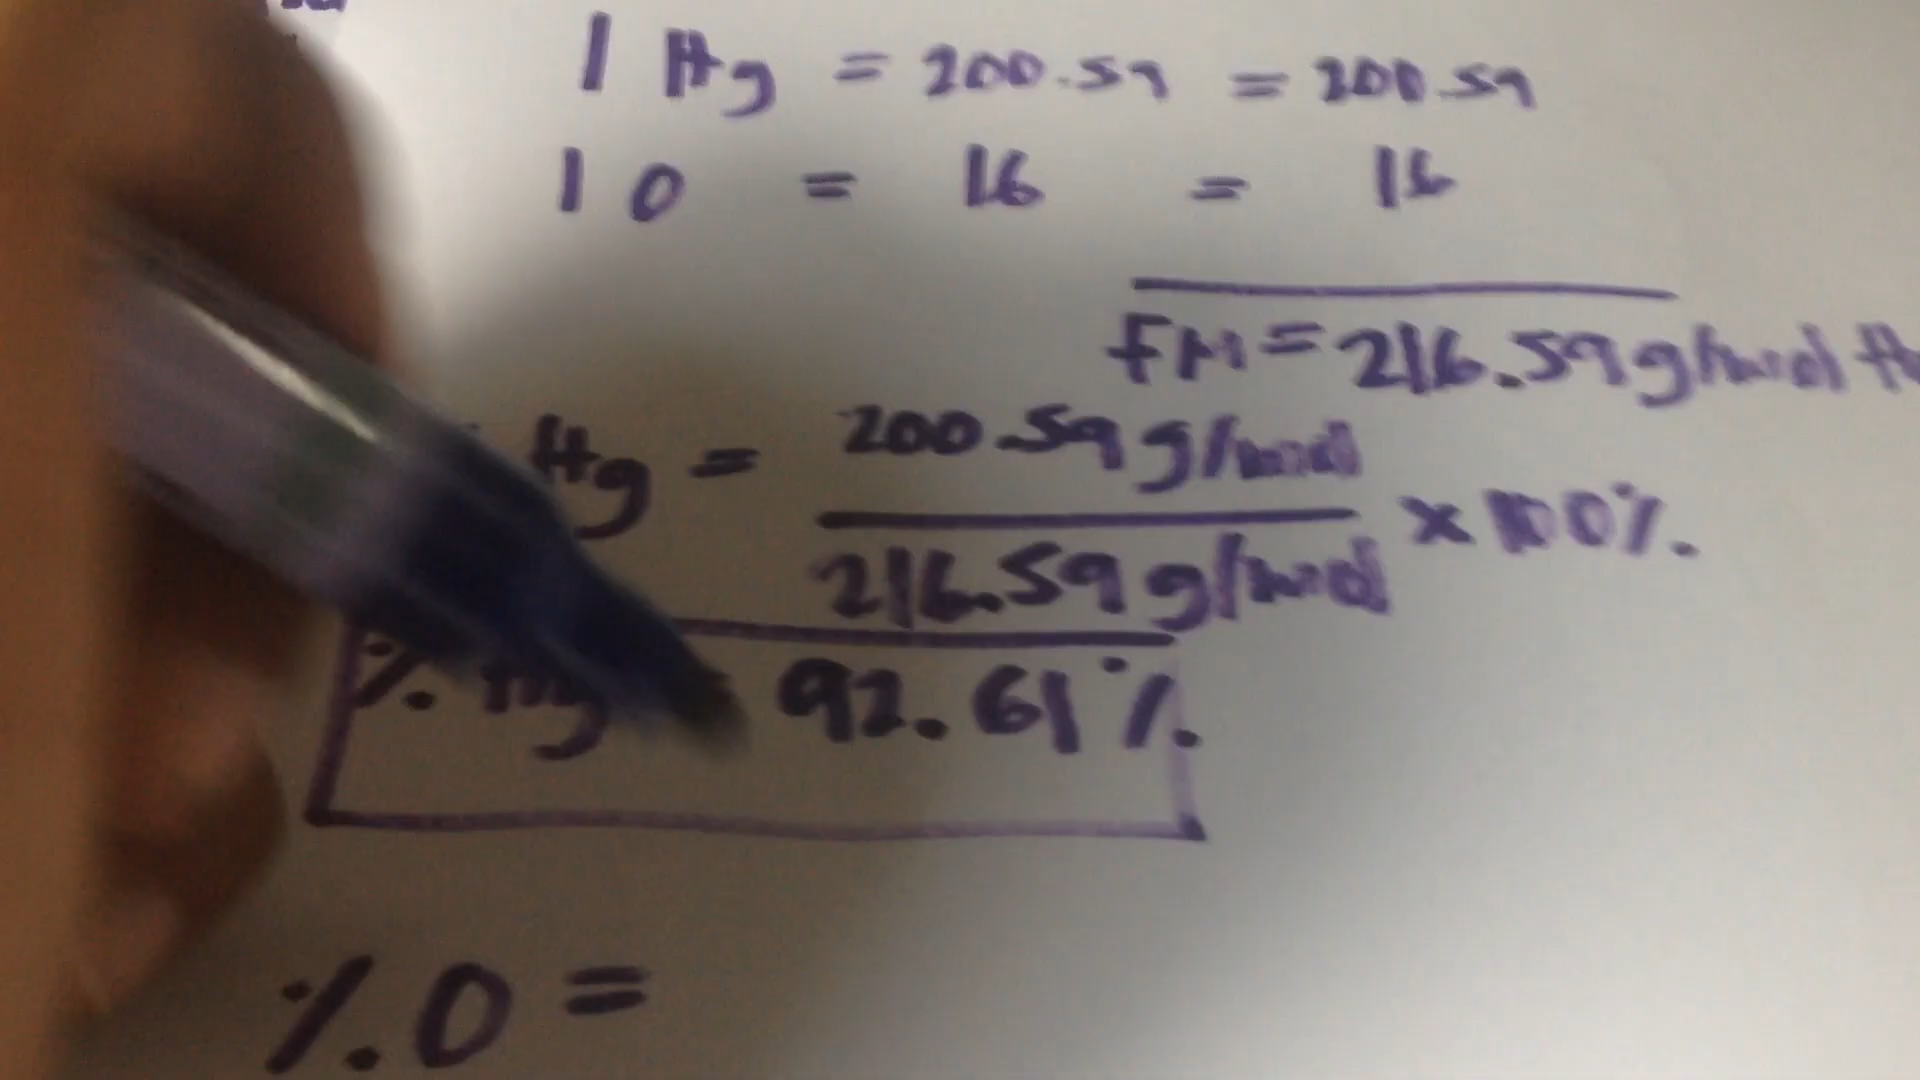 1 Hg = 200.59 = 200.59
1 O = 16 = 16
FM = 216.59 g/mol
Hg = 200.59 g/mol
x 100%
216.59 g/mol
% Hg 92.61%
% O =